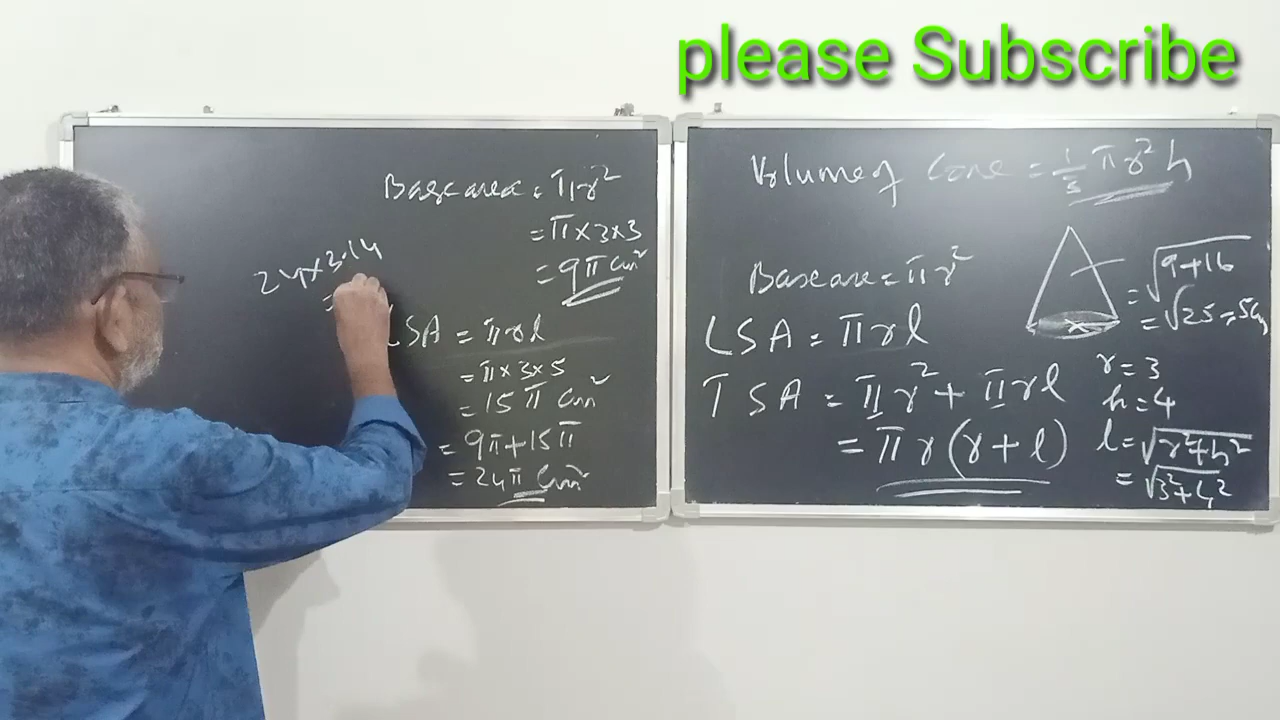 please Subscribe
Base area = πr²
= π×3×3
= 9π cm²
24×3.14
=
LSA = πrl
= π×3×5
= 15π cm²
= 9π+15π
= 24π cm²
Volume of Cone = 1/3 πr²h
Base are = πr²
LSA = πrl
TSA = πr² + πrl
= πr(r+l)
= √9+16
= √25 = 5cm
r = 3
h = 4
l = √r²+h²
= √3²+4²